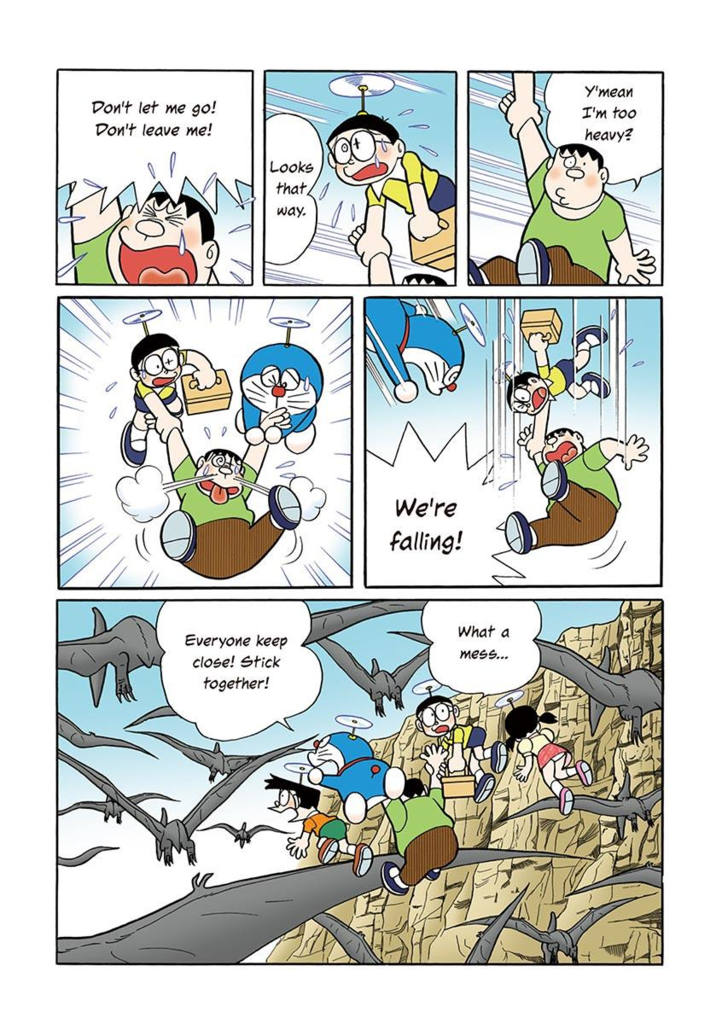 Don't let me go!
Don't leave me!
Looks
that
way.
Y'mean
I'm too
heavy?
We're
falling!
Everyone keep
close! Stick
together!
What a
mess...